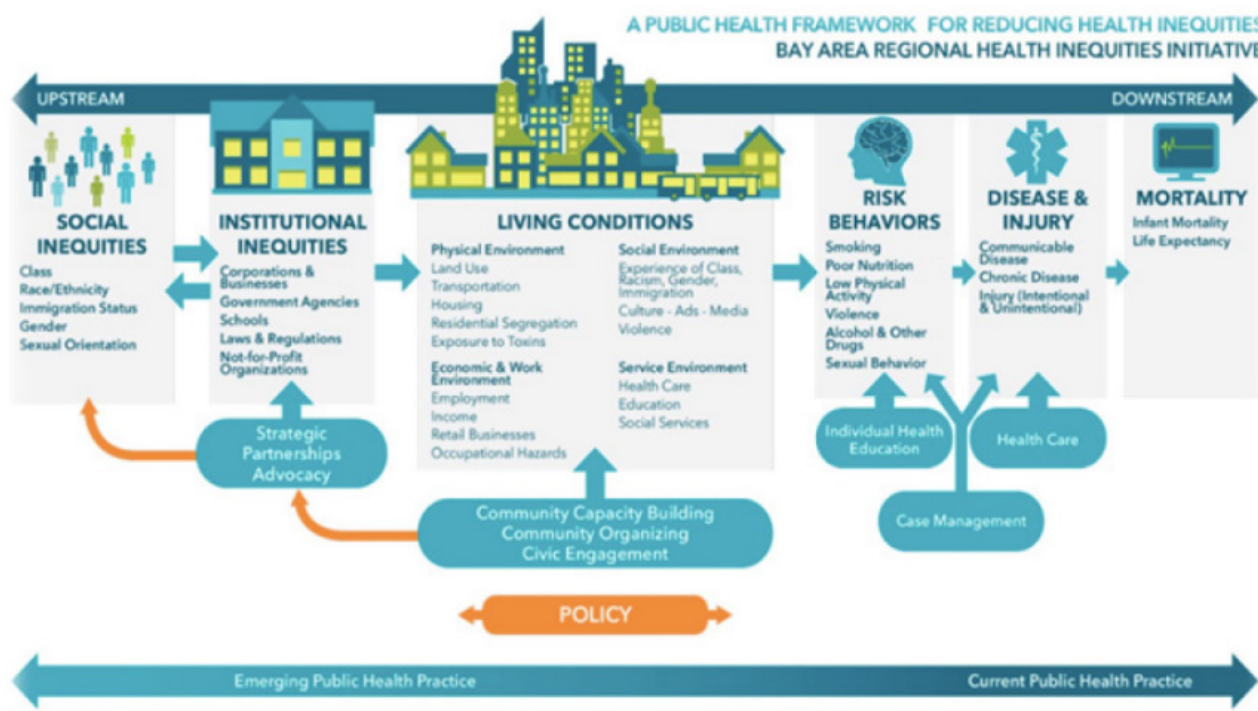 A PUBLIC HEALTH FRAMEWORK FOR REDUCING HEALTH INEQUITIES
BAY AREA REGIONAL HEALTH INEQUITIES INITIATIVE
UPSTREAM
DOWNSTREAM
SOCIAL
INEQUITIES
Class
Race/Ethnicity
Immigration Status
Gender
Sexual Orientation
INSTITUTIONAL
INEQUITIES
Corporations &
Businesses
Government Agencies
Schools
Laws & Regulations
Not-for-Profit
Organizations
LIVING CONDITIONS
Physical Environment
Land Use
Transportation
Housing
Residential Segregation
Exposure to Toxins
Economic & Work
Environment
Employment
Income
Retail Businesses
Occupational Hazards
Social Environment
Experience of Class,
Racism, Gender,
Immigration
Culture - Ads - Media
Violence
Service Environment
Health Care
Education
Social Services
RISK
BEHAVIORS
Smoking
Poor Nutrition
Low Physical
Activity
Violence
Alcohol & Other
Drugs
Sexual Behavior
DISEASE &
INJURY
Communicable
Disease
Chronic Disease
Injury (Intentional
& Unintentional)
MORTALITY
Infant Mortality
Life Expectancy
Strategic
Partnerships
Advocacy
Community Capacity Building
Community Organizing
Civic Engagement
Individual Health
Education
Health Care
Case Management
POLICY
Emerging Public Health Practice
Current Public Health Practice